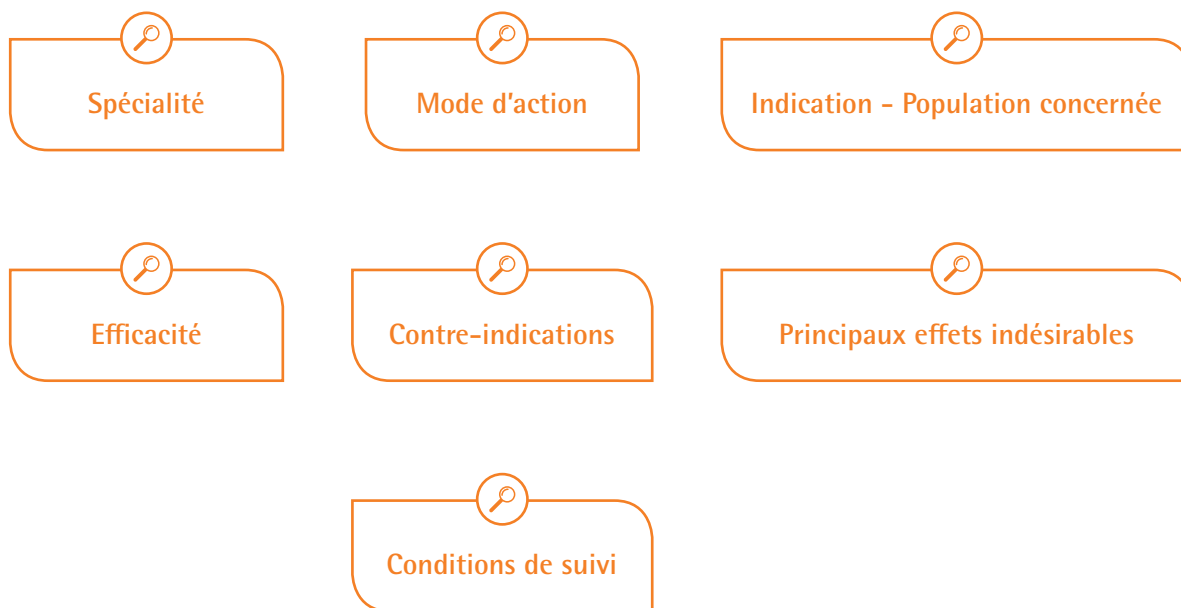 Spécialité
Mode d'action
Indication - Population concernée
Efficacité
Contre-indications
Principaux effets indésirables
Conditions de suivi